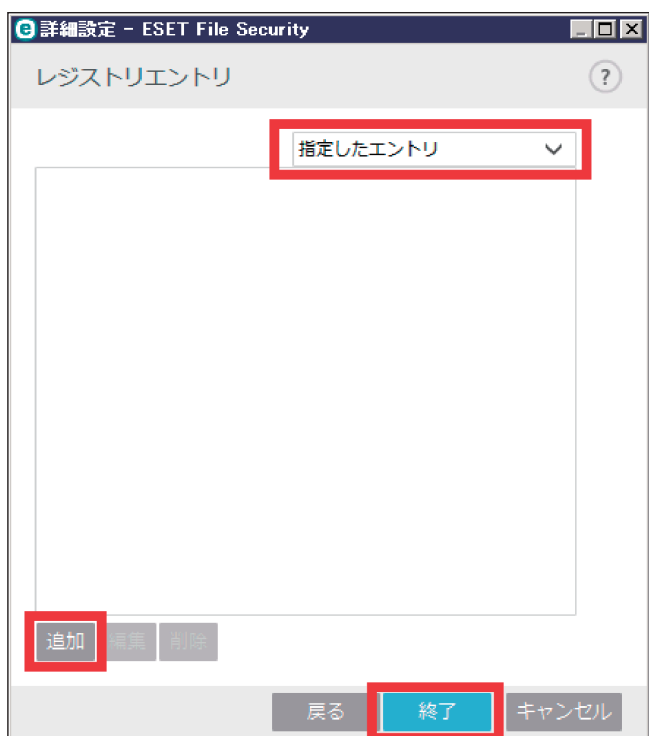 詳細設定 - ESET File Security
レジストリエントリ
?
指定したエントリ
追加 編集 削除
戻る 終了 キャンセル